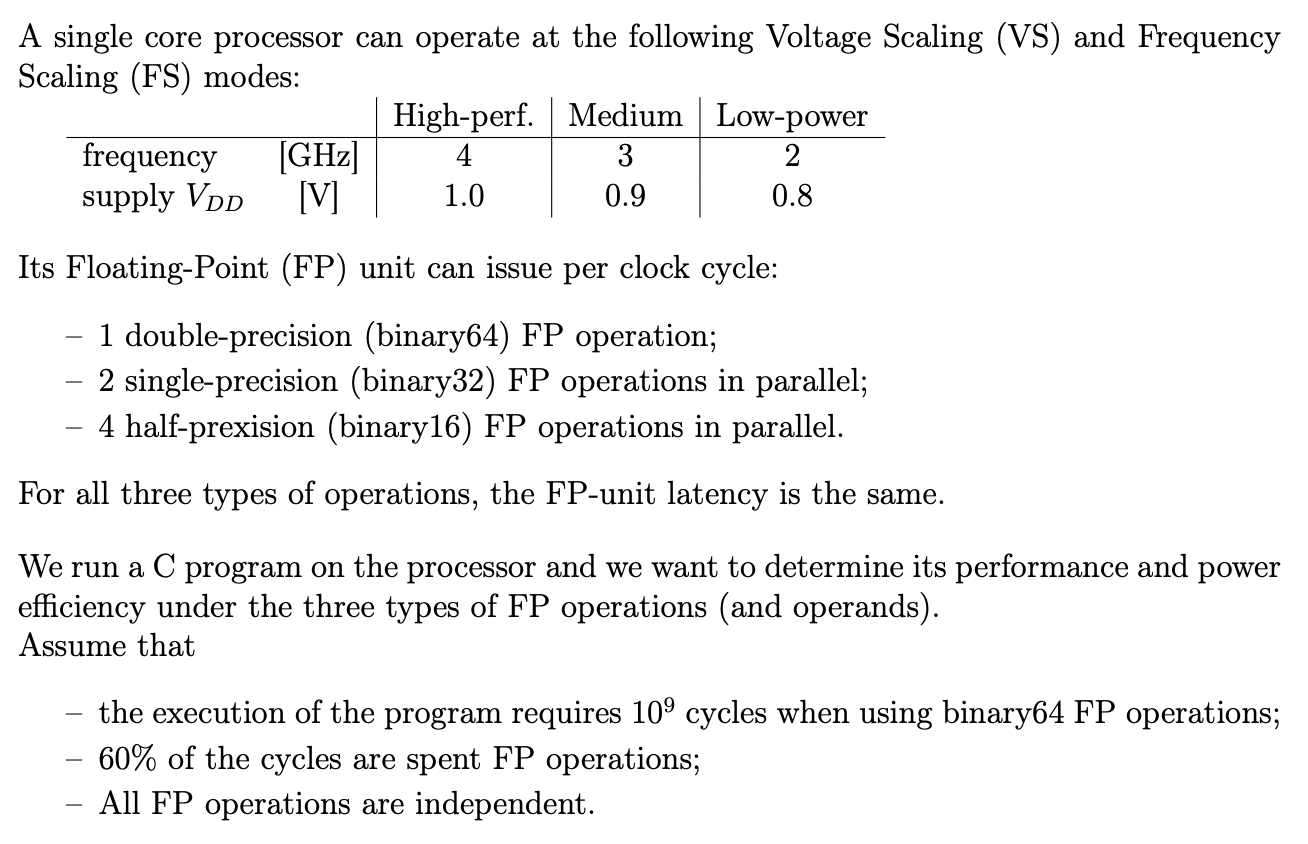 A single core processor can operate at the following Voltage Scaling (VS) and Frequency
Scaling (FS) modes:
High-perf. Medium Low-power
frequency [GHz] 4 3 2
supply V_DD [V] 1.0 0.9 0.8
Its Floating-Point (FP) unit can issue per clock cycle:
– 1 double-precision (binary64) FP operation;
– 2 single-precision (binary32) FP operations in parallel;
– 4 half-prexision (binary16) FP operations in parallel.
For all three types of operations, the FP-unit latency is the same.
We run a C program on the processor and we want to determine its performance and power
efficiency under the three types of FP operations (and operands).
Assume that
– the execution of the program requires 10⁹ cycles when using binary64 FP operations;
– 60% of the cycles are spent FP operations;
– All FP operations are independent.